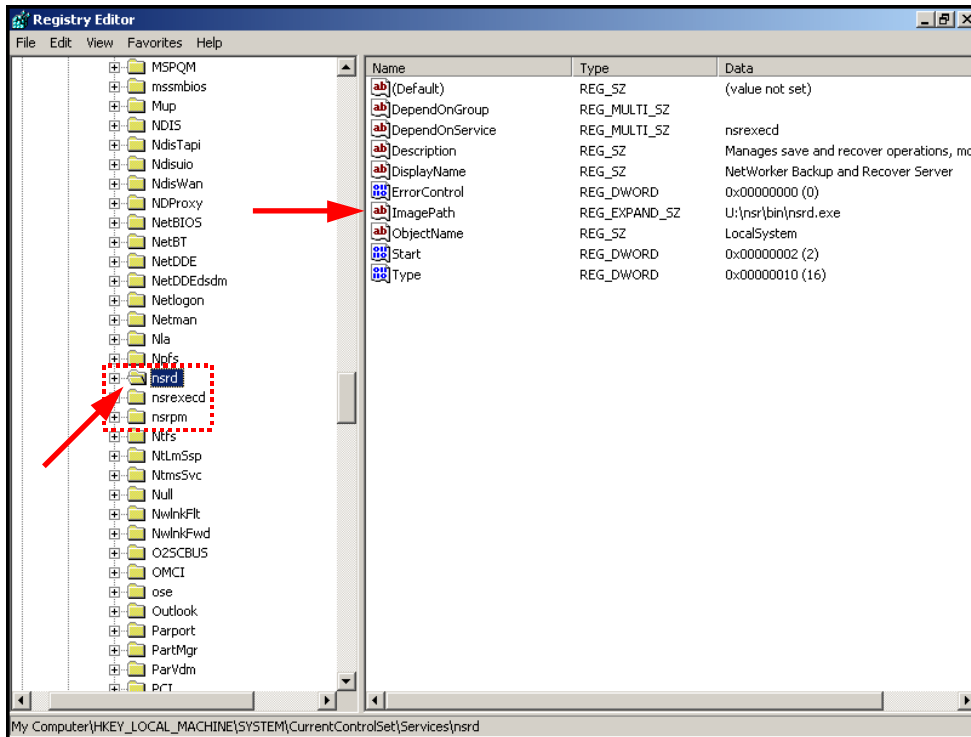 Registry Editor
File Edit View Favorites Help
MSPQM
mssmbios
Mup
NDIS
NdisTapi
Ndisuio
NdisWan
NDProxy
NetBIOS
NetBT
NetDDE
NetDDEdsdm
Netlogon
Netman
Nla
Npfs
nsrd
nsrexecd
nsrpm
Ntfs
NtLmSsp
NtmsSvc
Null
NwlnkFlt
NwlnkFwd
O2SCBUS
OMCI
ose
Outlook
Parport
PartMgr
ParVdm
PCI
Name Type Data
(Default) REG_SZ (value not set)
DependOnGroup REG_MULTI_SZ
DependOnService REG_MULTI_SZ nsrexecd
Description REG_SZ Manages save and recover operations, mo
DisplayName REG_SZ NetWorker Backup and Recover Server
ErrorControl REG_DWORD 0x00000000 (0)
ImagePath REG_EXPAND_SZ U:\nsr\bin\nsrd.exe
ObjectName REG_SZ LocalSystem
Start REG_DWORD 0x00000002 (2)
Type REG_DWORD 0x00000010 (16)
My Computer\HKEY_LOCAL_MACHINE\SYSTEM\CurrentControlSet\Services\nsrd